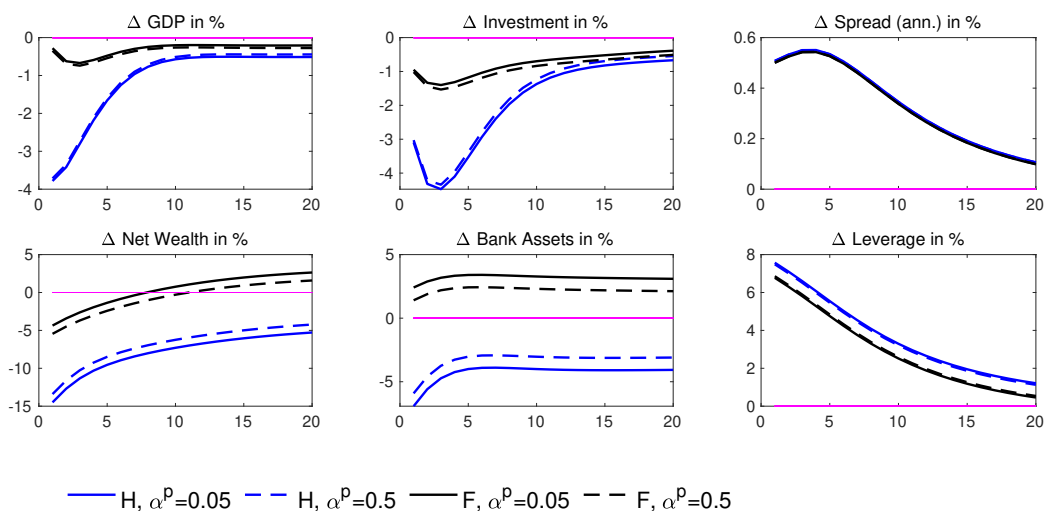 Δ GDP in %
Δ Investment in %
Δ Spread (ann.) in %
0
-1
-2
-3
-4
0 5 10 15 20
0
-1
-2
-3
-4
0 5 10 15 20
0.6
0.4
0.2
0
0 5 10 15 20
Δ Net Wealth in %
Δ Bank Assets in %
Δ Leverage in %
5
0
-5
-10
-15
0 5 10 15 20
5
0
-5
0 5 10 15 20
8
6
4
2
0
0 5 10 15 20
H, α^p=0.05 H, α^p=0.5 F, α^p=0.05 F, α^p=0.5